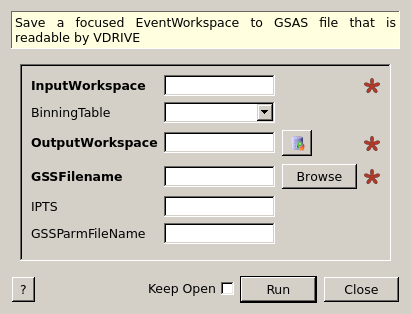 Save a focused EventWorkspace to GSAS file that is
readable by VDRIVE
InputWorkspace
BinningTable
OutputWorkspace
GSSFilename
Browse
IPTS
GSSParmFileName
?
Keep Open
Run
Close